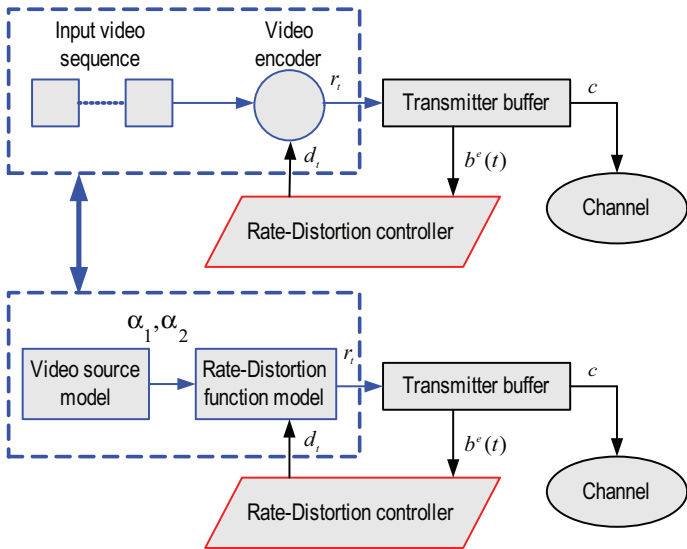 Input video
sequence
Video
encoder
r_t
Transmitter buffer
c
d_t
b^e(t)
Rate-Distortion controller
Channel
α_1,α_2
Video source
model
Rate-Distortion
function model
r_t
Transmitter buffer
c
d_t
b^e(t)
Rate-Distortion controller
Channel